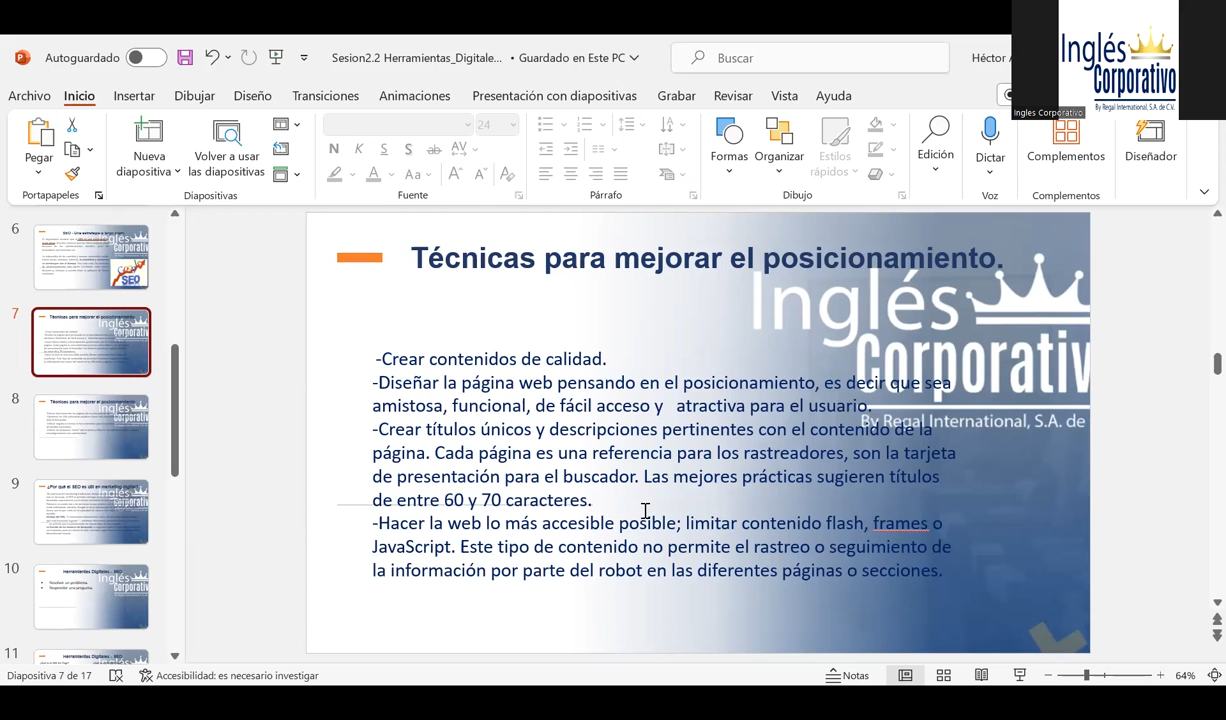 Autoguardado
Sesion2.2 Herramientas_Digitale... • Guardado en Este PC
Buscar
Héctor A
Inglés
Corporativo
By Regal International, S.A. de C.V.
Ingles Corporativo
Archivo Inicio Insertar Dibujar Diseño Transiciones Animaciones Presentación con diapositivas Grabar Revisar Vista Ayuda
Pegar
Nueva
diapositiva
Volver a usar
las diapositivas
24
N K S S ab AV
A Aa A A A
Formas
Organizar
Estilos
rápidos
Edición
Dictar
Complementos
Diseñador
Portapapeles
Diapositivas
Fuente
Párrafo
Dibujo
Voz
Complementos
6
7
8
9
10
11
Técnicas para mejorar el posicionamiento.
Inglés
Corporativ
By Regal International, S.A. de
-Crear contenidos de calidad.
-Diseñar la página web pensando en el posicionamiento, es decir que sea
amistosa, funcional, de fácil acceso y atractiva para el usuario.
-Crear títulos únicos y descripciones pertinentes con el contenido de la
página. Cada página es una referencia para los rastreadores, son la tarjeta
de presentación para el buscador. Las mejores prácticas sugieren títulos
de entre 60 y 70 caracteres.
-Hacer la web lo más accesible posible; limitar contenido flash, frames o
JavaScript. Este tipo de contenido no permite el rastreo o seguimiento de
la información por parte del robot en las diferentes páginas o secciones.
Diapositiva 7 de 17
Accesibilidad: es necesario investigar
Notas
64%